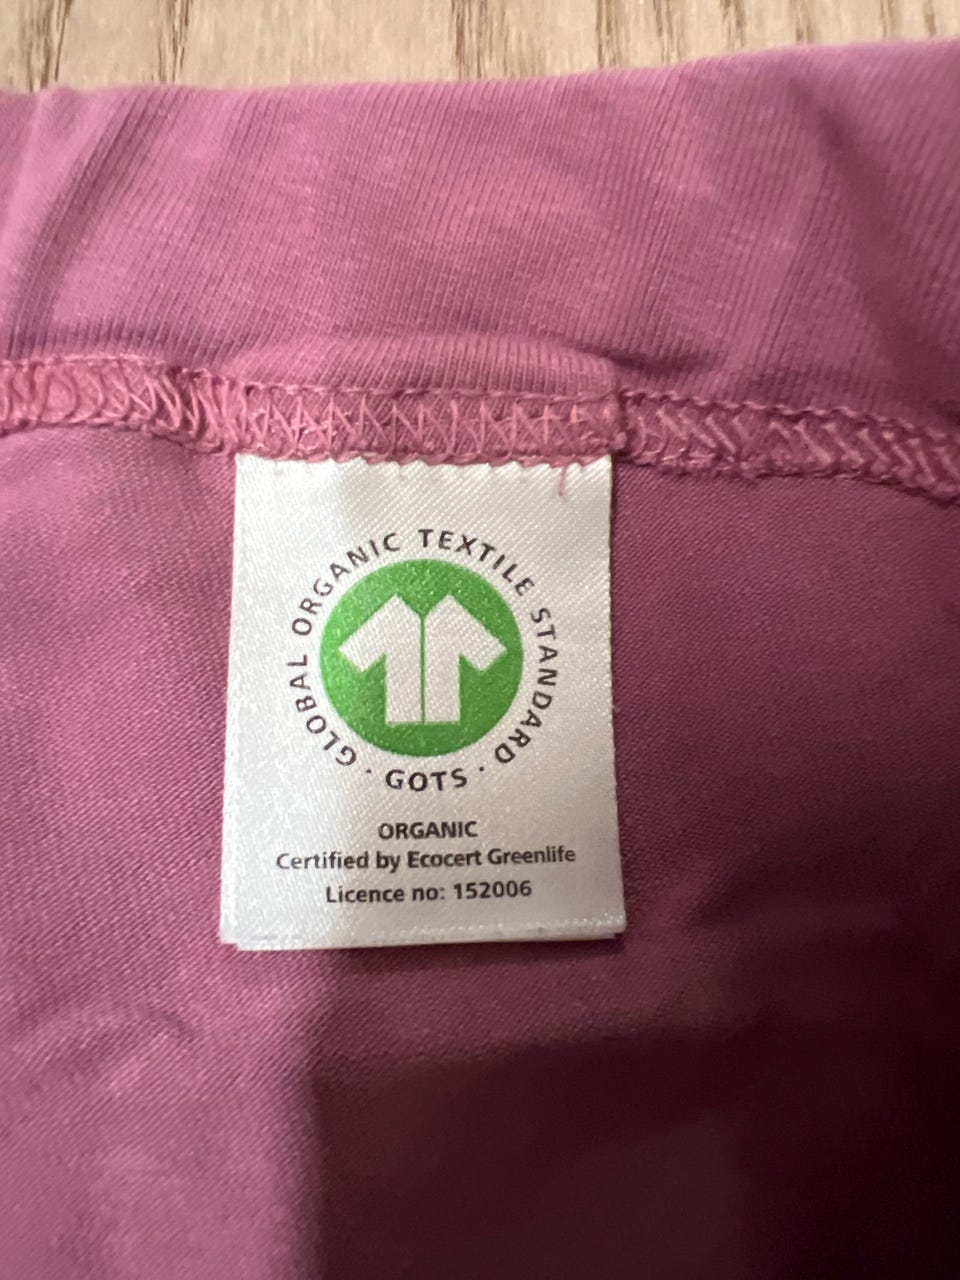 GLOBAL ORGANIC TEXTILE STANDARD · GOTS ·
ORGANIC
Certified by Ecocert Greenlife
Licence no: 152006